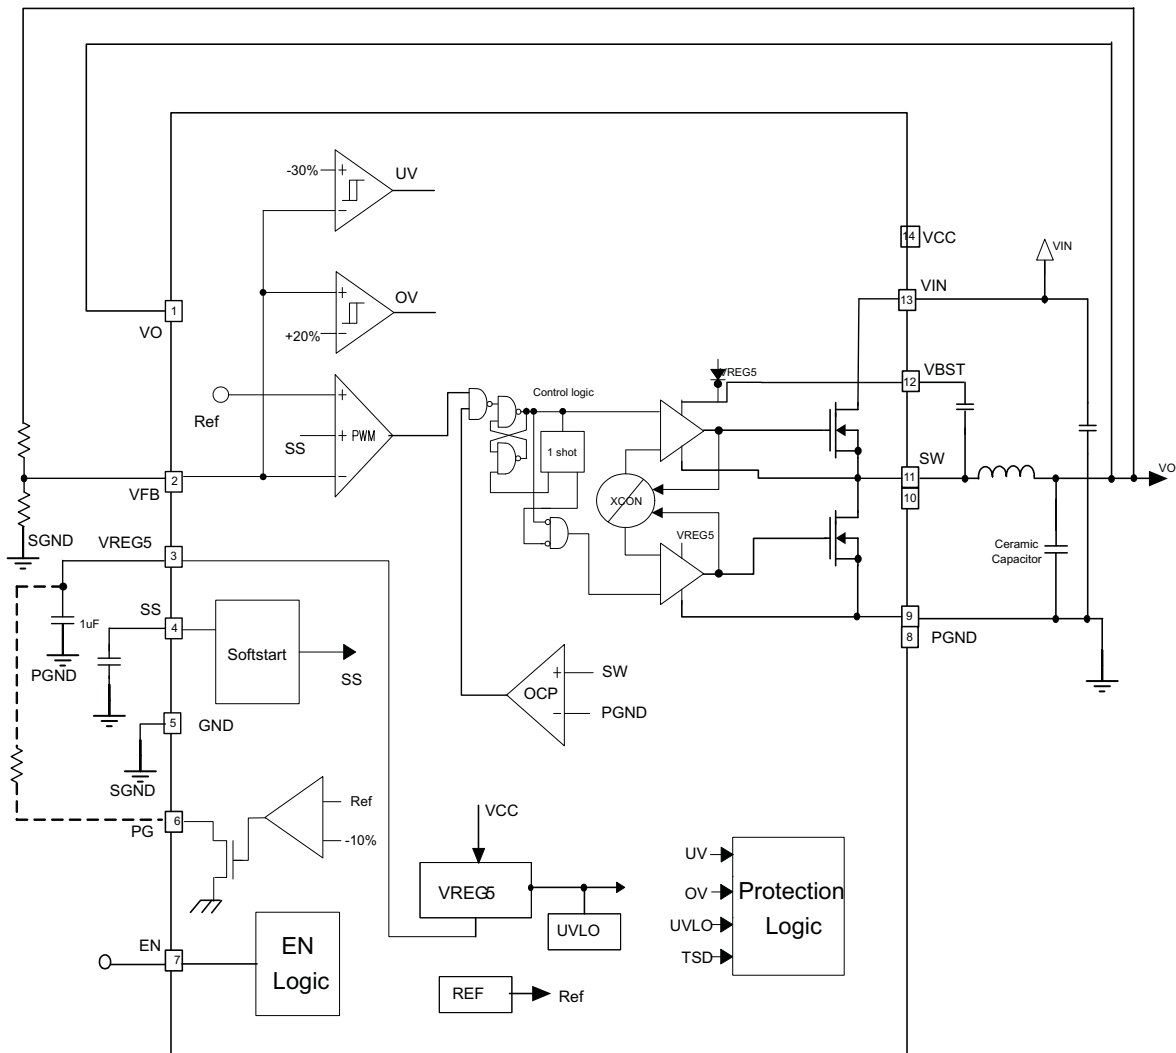 -30%
+
UV
−
14
VCC
VIN
+
OV
+20%
−
1
VO
VIN
13
VREG5
VBST
12
Ref
+
SS
+
PWM
−
Control logic
1 shot
XCON
SW
11
10
VO
2
VFB
SGND
VREG5
3
VREG5
Ceramic
Capacitor
1uF
PGND
SS
4
Softstart
SS
9
8
PGND
OCP
+
SW
−
PGND
5
GND
SGND
PG
6
Ref
-10%
VCC
VREG5
UVLO
UV
OV
UVLO
TSD
Protection
Logic
EN
7
EN
Logic
REF
Ref